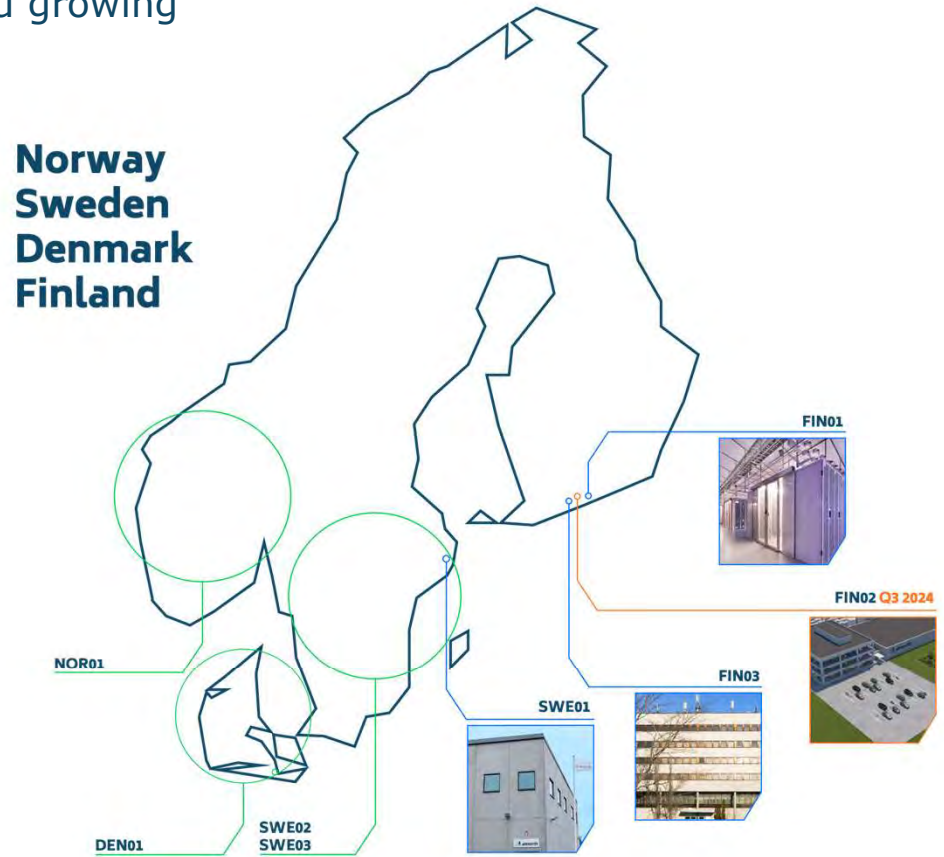 growing
Norway
Sweden
Denmark
Finland
FIN01
FIN02 Q3 2024
NOR01
FIN03
SWE01
SWE02
SWE03
DEN01